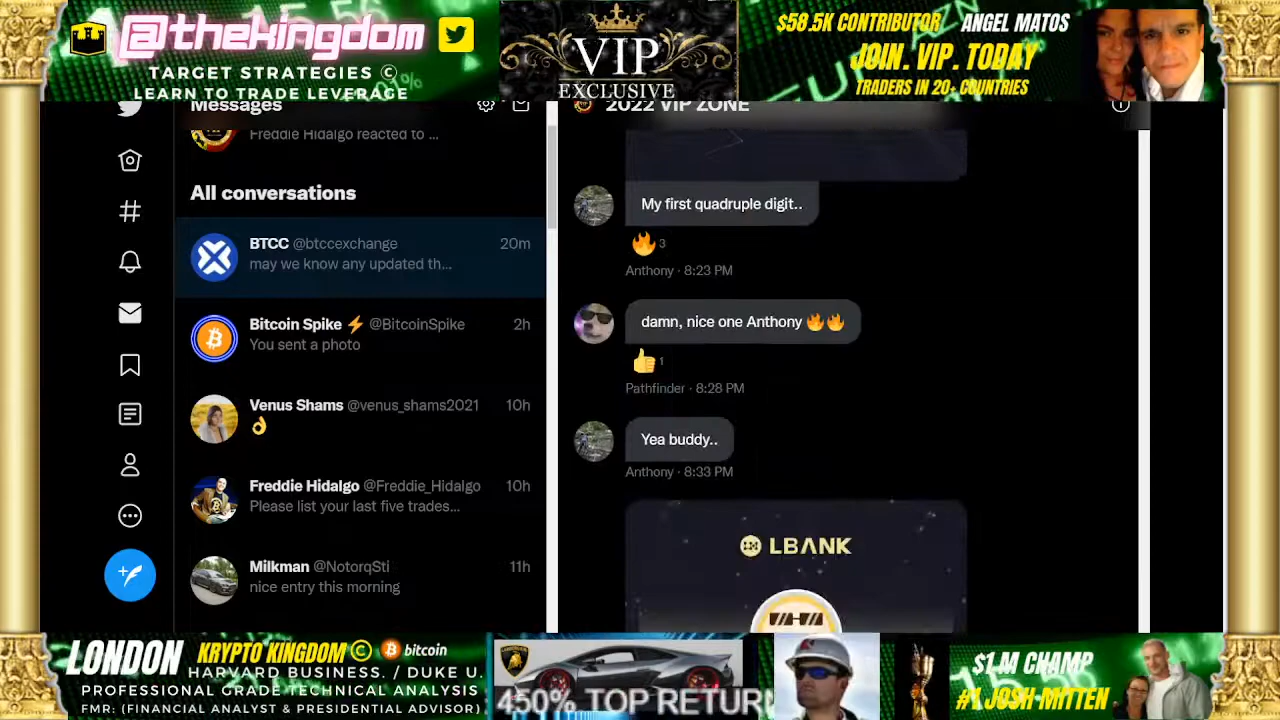 @thekingdom
TARGET STRATEGIES ©
LEARN TO TRADE LEVERAGE
VIP
EXCLUSIVE
$58.5K CONTRIBUTOR ANGEL MATOS
JOIN. VIP. TODAY
TRADERS IN 20+ COUNTRIES
Messages
Freddie Hidalgo reacted to ...
All conversations
BTCC @btccexchange 20m
may we know any updated th...
Bitcoin Spike ⚡ @BitcoinSpike 2h
You sent a photo
Venus Shams @venus_shams2021 10h
👌
Freddie Hidalgo @Freddie_Hidalgo 10h
Please list your last five trades...
Milkman @NotorqSti 11h
nice entry this morning
2022 VIP ZONE
My first quadruple digit..
🔥 3
Anthony · 8:23 PM
damn, nice one Anthony 🔥🔥
👍 1
Pathfinder · 8:28 PM
Yea buddy..
Anthony · 8:33 PM
LBANK
LONDON KRYPTO KINGDOM © bitcoin
HARVARD BUSINESS. / DUKE U.
PROFESSIONAL GRADE TECHNICAL ANALYSIS
FMR: (FINANCIAL ANALYST & PRESIDENTIAL ADVISOR)
450% TOP RETURN
$1M CHAMP
#1 JOSH MITTEN